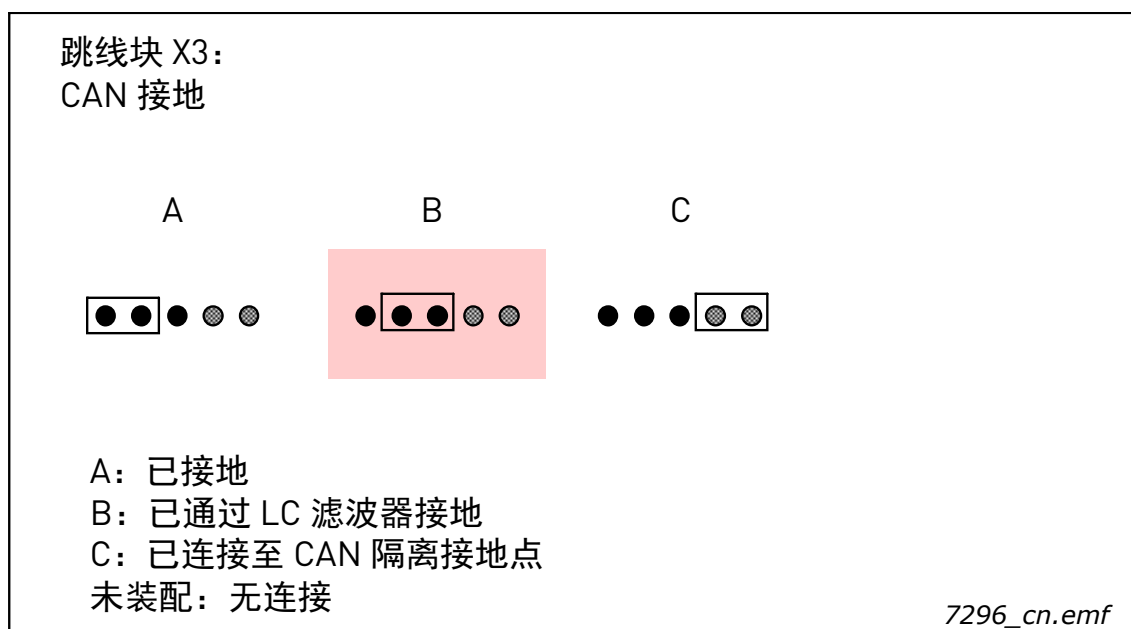 跳线块 X3：
CAN 接地
A B C
A：已接地
B：已通过 LC 滤波器接地
C：已连接至 CAN 隔离接地点
未装配：无连接
7296_cn.emf